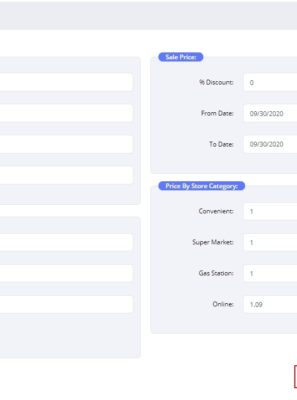 Sale Price:
% Discount: 0
From Date: 09/30/2020
To Date: 09/30/2020
Price By Store Category:
Convenient: 1
Super Market: 1
Gas Station: 1
Online: 1.09